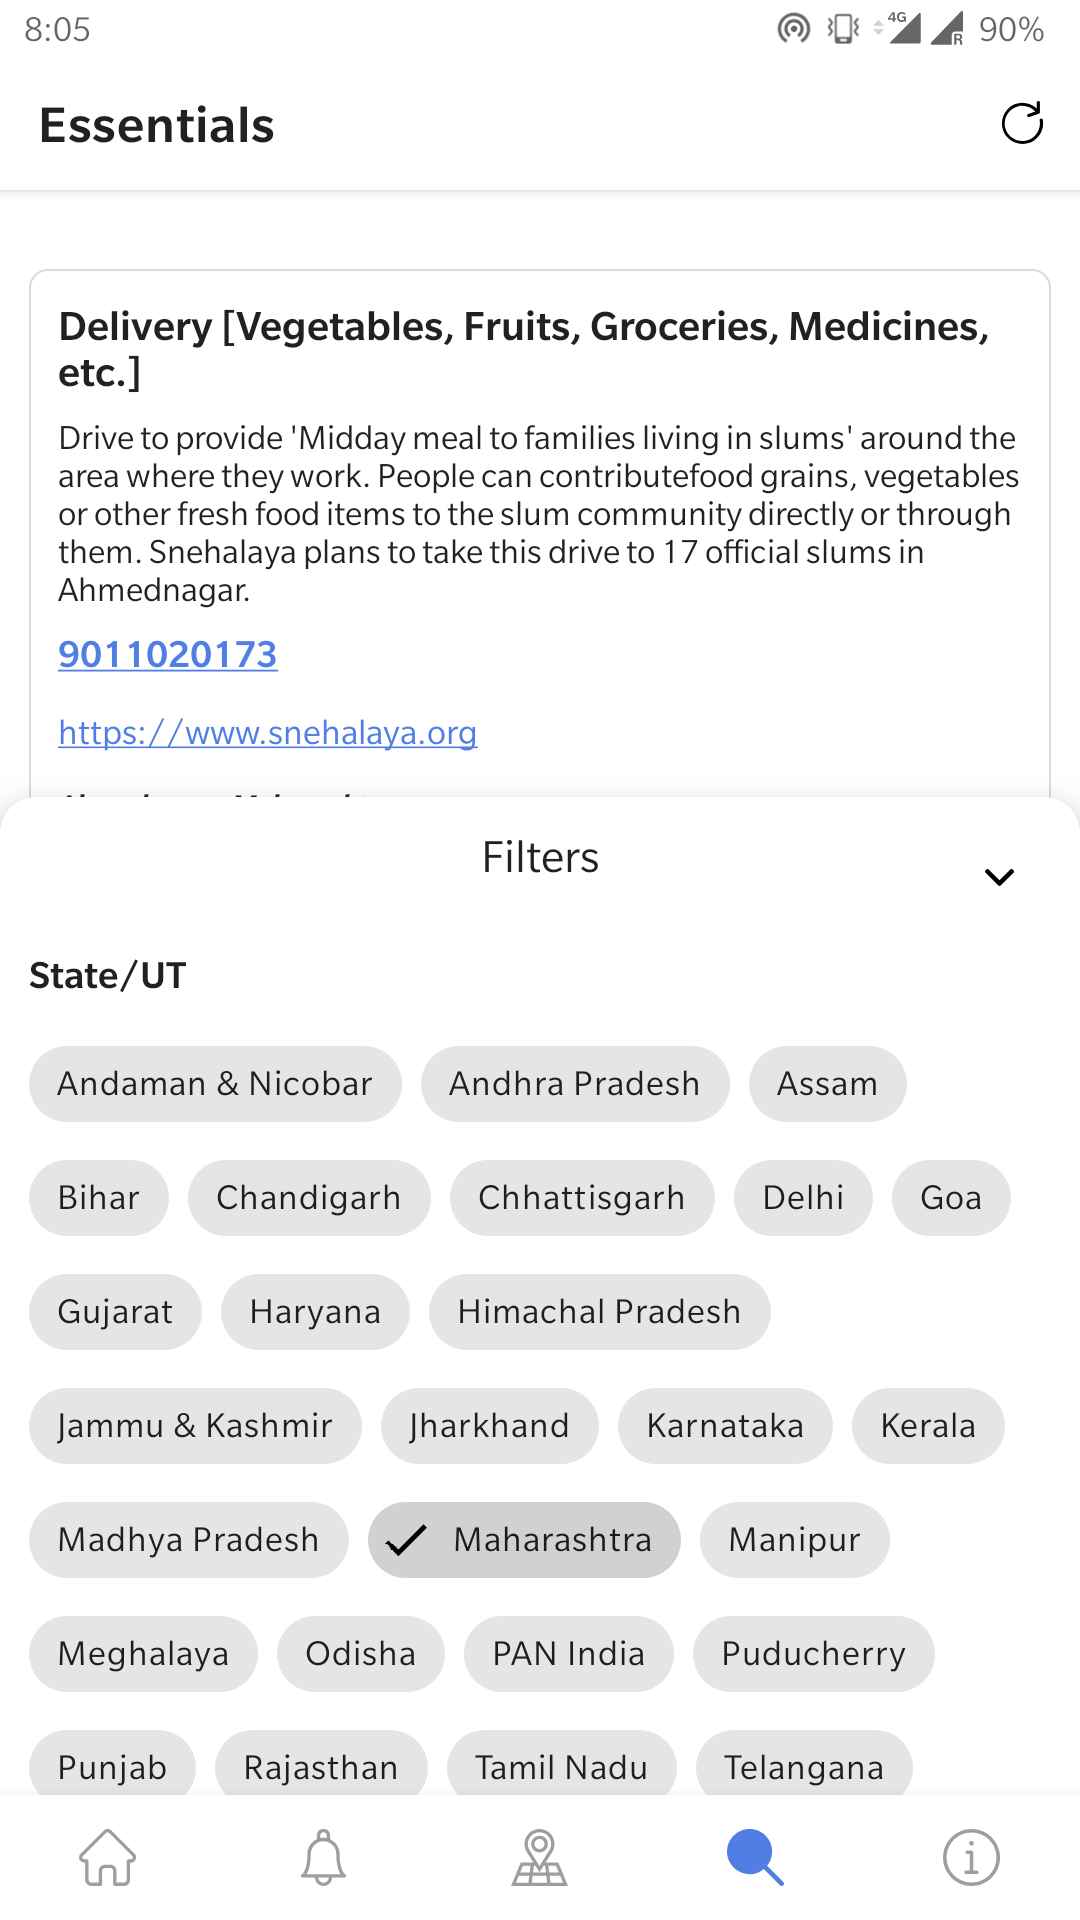 8:05
4G
R
90%
Essentials
Delivery [Vegetables, Fruits, Groceries, Medicines,
etc.]
Drive to provide 'Midday meal to families living in slums' around the
area where they work. People can contributefood grains, vegetables
or other fresh food items to the slum community directly or through
them. Snehalaya plans to take this drive to 17 official slums in
Ahmednagar.
9011020173
https://www.snehalaya.org
Filters
State/UT
Andaman & Nicobar Andhra Pradesh Assam
Bihar Chandigarh Chhattisgarh Delhi Goa
Gujarat Haryana Himachal Pradesh
Jammu & Kashmir Jharkhand Karnataka Kerala
Madhya Pradesh Maharashtra Manipur
Meghalaya Odisha PAN India Puducherry
Punjab Rajasthan Tamil Nadu Telangana